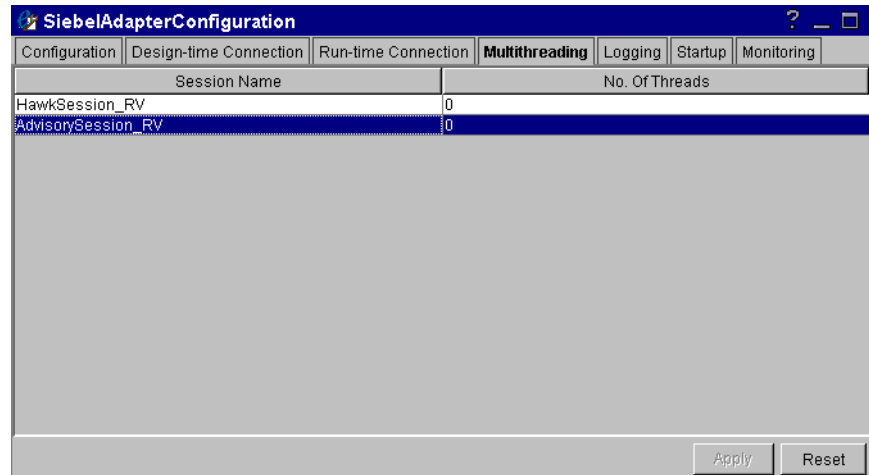 SiebelAdapterConfiguration ?
Configuration Design-time Connection Run-time Connection Multithreading Logging Startup Monitoring
Session Name No. Of Threads
HawkSession_RV 0
AdvisorySession_RV 0
Apply Reset